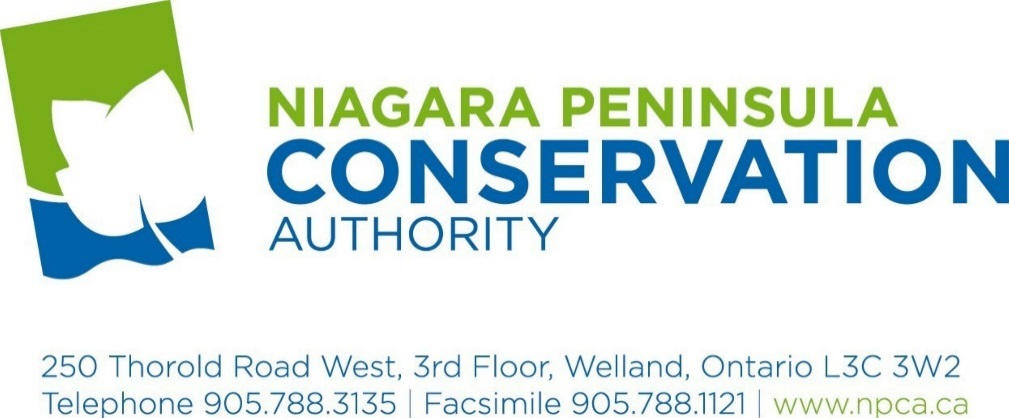 NIAGARA PENINSULA
CONSERVATION
AUTHORITY
250 Thorold Road West, 3rd Floor, Welland, Ontario L3C 3W2
Telephone 905.788.3135 | Facsimile 905.788.1121 | www.npca.ca